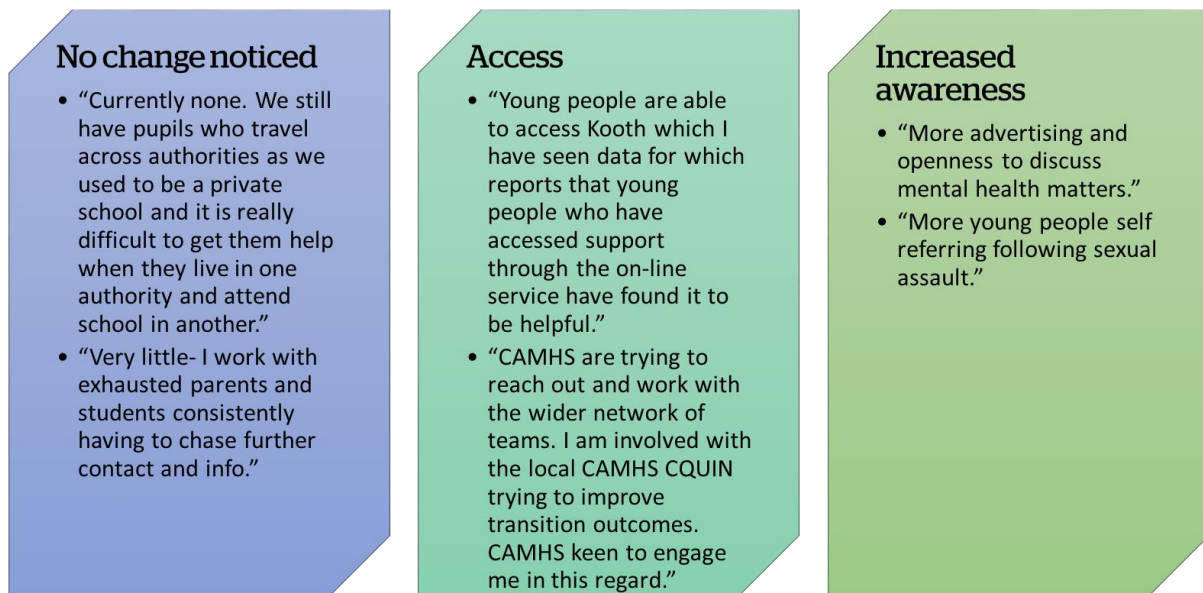 No change noticed
• “Currently none. We still
have pupils who travel
across authorities as we
used to be a private
school and it is really
difficult to get them help
when they live in one
authority and attend
school in another.”
• “Very little- I work with
exhausted parents and
students consistently
having to chase further
contact and info.”
Access
• “Young people are able
to access Kooth which I
have seen data for which
reports that young
people who have
accessed support
through the on-line
service have found it to
be helpful.”
• “CAMHS are trying to
reach out and work with
the wider network of
teams. I am involved with
the local CAMHS CQUIN
trying to improve
transition outcomes.
CAMHS keen to engage
me in this regard.”
Increased
awareness
• “More advertising and
openness to discuss
mental health matters.”
• “More young people self
referring following sexual
assault.”